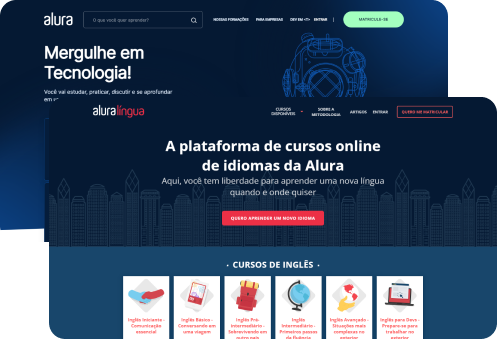 alura
O que você quer aprender?
NOSSAS FORMAÇÕES
PARA EMPRESAS
DEV EM <T>
ENTRAR
MATRICULE-SE
Mergulhe em
Tecnologia!
Você vai estudar, praticar, discutir e se aprofundar
em
aluralíngua
CURSOS
DISPONÍVEIS
SOBRE A
METODOLOGIA
ARTIGOS
ENTRAR
QUERO ME MATRICULAR
A plataforma de cursos online
de idiomas da Alura
Aqui, você tem liberdade para aprender uma nova língua
quando e onde quiser
QUERO APRENDER UM NOVO IDIOMA
• CURSOS DE INGLÊS •
Inglês Iniciante -
Comunicação
essencial
Inglês Básico -
Conversando em
uma viagem
Inglês Pré-
Intermediário -
Sobrevivendo em
outro país
Inglês
Intermediário -
Primeiros passos
da fluência
Inglês Avançado -
Situações mais
complexas no
exterior
Inglês para Devs -
Prepare-se para
trabalhar no
exterior